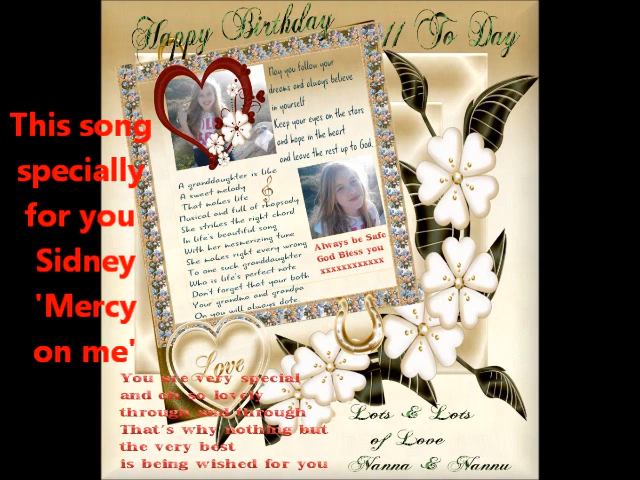 Happy Birthday 11 To Day
May you follow your
dreams and always believe
in yourself
Keep your eyes on the stars
and hope in the heart
and leave the rest up to God.
This song
specially
for you
Sidney
'Mercy
on me'
A granddaughter is like
A sweet melody
That makes life
Musical and full of rhapsody
She strikes the right chord
In life's beautiful song
With her mesmerizing tune
She makes right every wrong
To one such granddaughter
Who is life's perfect note
Don't forget that your both
Your grandma and grandpa
On you will always dote.
Always be Safe
God Bless you
xxxxxxxxxxxx
Love
You are very special
and oh so lovely
through and through
That's why nothing but
the very best
is being wished for you
Lots & Lots
of Love
Nanna & Nannu